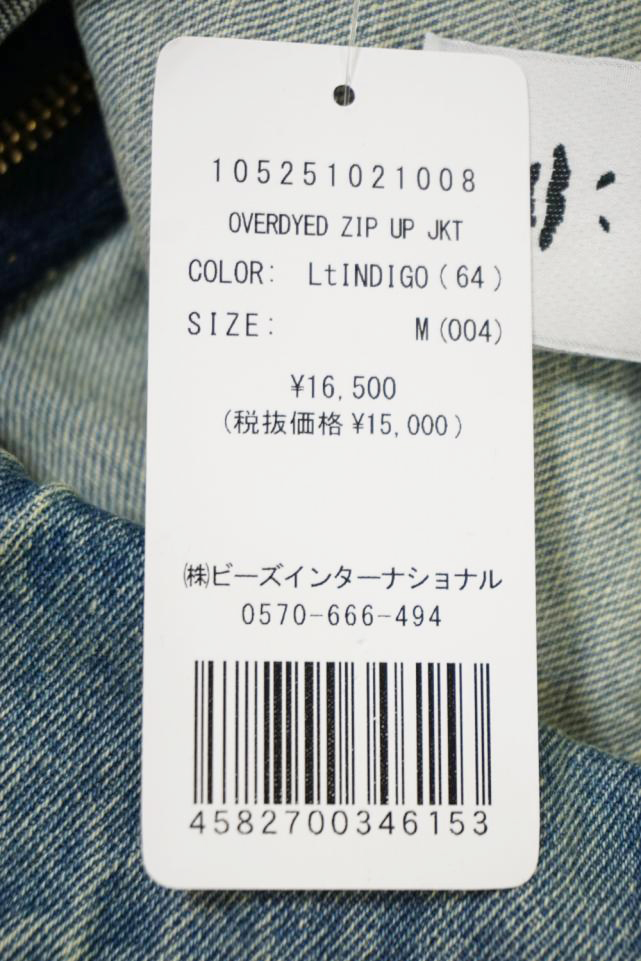 105251021008
OVERDYED ZIP UP JKT
COLOR: LtINDIGO(64)
SIZE: M(004)
¥16,500
(税抜価格¥15,000)
㈱ビーズインターナショナル
0570-666-494
4582700346153